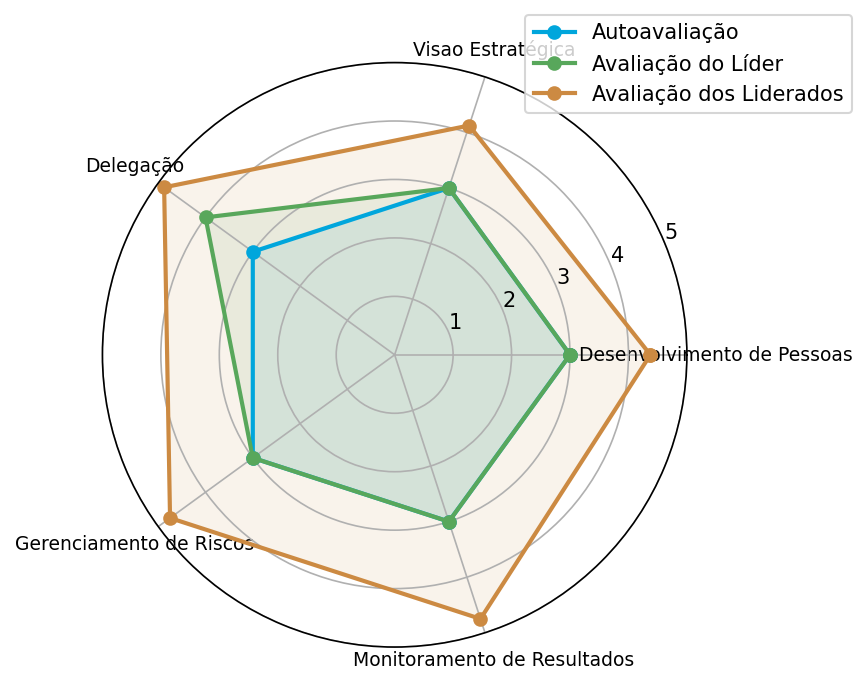 Autoavaliação
Avaliação do Líder
Avaliação dos Liderados
Visao Estratégica
Delegação
5
4
3
2
1
Desenvolvimento de Pessoas
Gerenciamento de Riscos
Monitoramento de Resultados